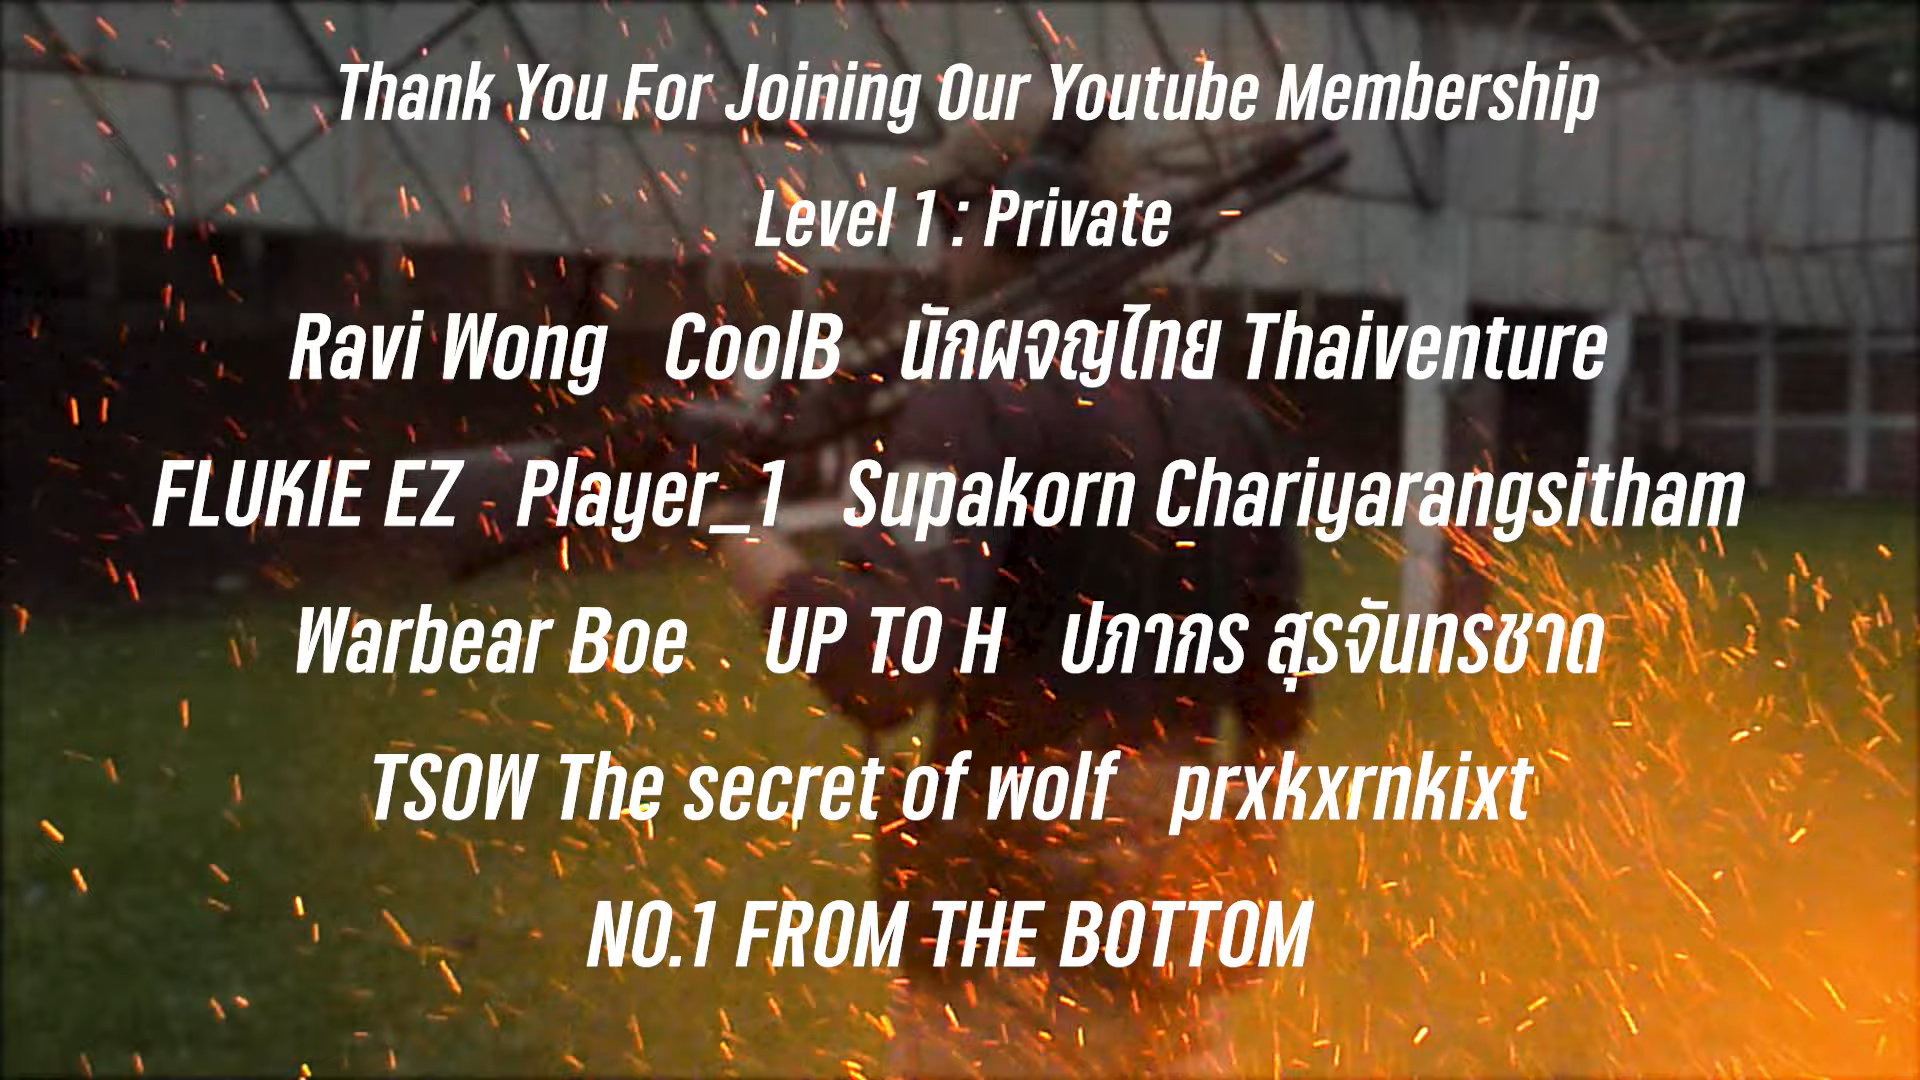 Thank You For Joining Our Youtube Membership
Level 1 : Private
Ravi Wong CoolB นักผจญไทย Thaiventure
FLUKIE EZ Player_1 Supakorn Chariyarangsitham
Warbear Boe UP TO H ปภากร สุรจันทรชาด
TSOW The secret of wolf prxkxrnkixt
NO.1 FROM THE BOTTOM